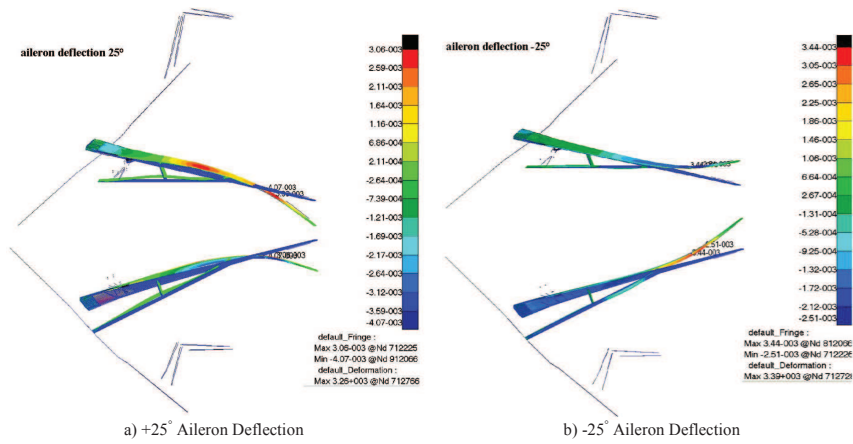 aileron deflection 25°
3.06-003
2.59-003
2.11-003
1.64-003
1.16-003
6.86-004
2.11-004
-2.64-004
-7.39-004
-1.21-003
-1.69-003
-2.17-003
-2.64-003
-3.12-003
-3.59-003
-4.07-003
default_Fringe :
Max 3.06-003 @Nd 712225
Min -4.07-003 @Nd 912066
default_Deformation :
Max 3.26+003 @Nd 712766
a) +25° Aileron Deflection
aileron deflection -25°
3.44-003
3.05-003
2.65-003
2.25-003
1.86-003
1.46-003
1.06-003
6.64-004
2.67-004
-1.31-004
-5.28-004
-9.25-004
-1.32-003
-1.72-003
-2.12-003
-2.51-003
default_Fringe :
Max 3.44-003 @Nd 812066
Min -2.51-003 @Nd 712226
default_Deformation :
Max 3.39+003 @Nd 712728
b) -25° Aileron Deflection